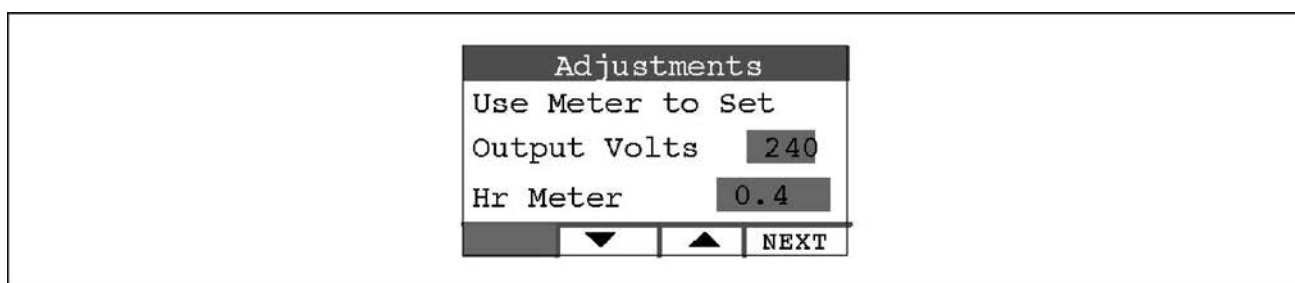 Adjustments
Use Meter to Set
Output Volts 240
Hr Meter 0.4
NEXT